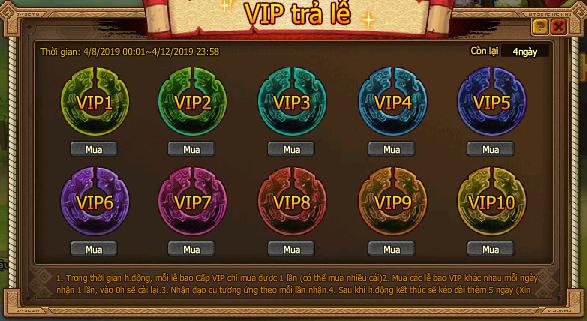 VIP trả lễ
Thời gian: 4/8/2019 00:01~4/12/2019 23:58
Còn lại 4ngày
VIP1 VIP2 VIP3 VIP4 VIP5
Mua Mua Mua Mua Mua
VIP6 VIP7 VIP8 VIP9 VIP10
Mua Mua Mua Mua Mua
1. Trong thời gian h.động, mỗi lễ bao Cấp VIP chỉ mua được 1 lần (có thể mua nhiều cái)2. Mua các lễ bao VIP khác nhau mỗi ngày
nhận 1 lần, vào 0h sẽ cài lại.3. Nhận đạo cụ tương ứng theo mỗi lần nhận.4. Sau khi h.động kết thúc sẽ kéo dài thêm 5 ngày (Xin